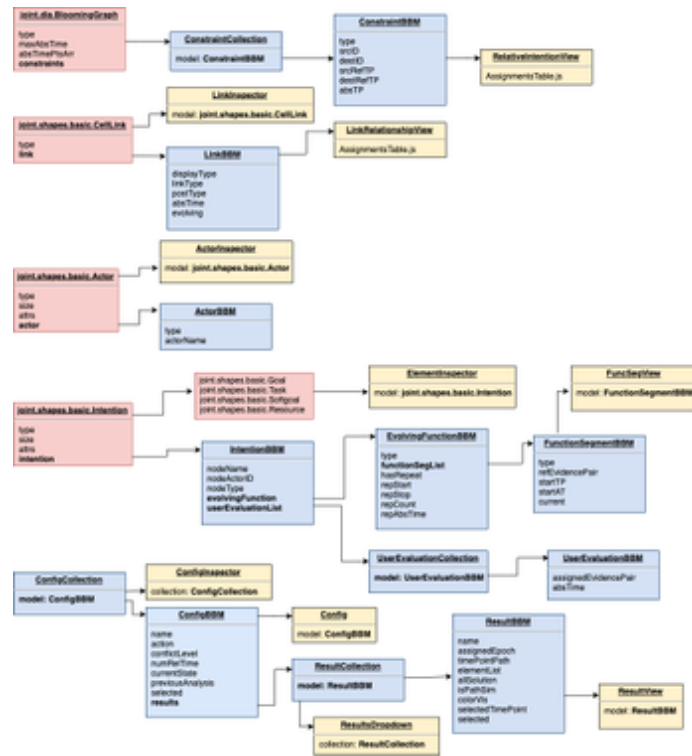 joint.dia.BloomingGraph
type
maxAbsTime
absTimePtsArr
constraints
ConstraintCollection
model: ConstraintBBM
ConstraintBBM
type
srcID
destID
srcRefTP
destRefTP
absTP
RelativeIntentionView
AssignmentsTable.js
joint.shapes.basic.CellLink
type
link
LinkInspector
model: joint.shapes.basic.CellLink
LinkBBM
displayType
linkType
postType
absTime
evolving
LinkRelationshipView
AssignmentsTable.js
joint.shapes.basic.Actor
type
size
attrs
actor
ActorInspector
model: joint.shapes.basic.Actor
ActorBBM
type
actorName
joint.shapes.basic.Intention
type
size
attrs
intention
joint.shapes.basic.Goal
joint.shapes.basic.Task
joint.shapes.basic.Softgoal
joint.shapes.basic.Resource
ElementInspector
model: joint.shapes.basic.Intention
IntentionBBM
nodeName
nodeActorID
nodeType
evolvingFunction
userEvaluationList
EvolvingFunctionBBM
type
functionSegList
hasRepeat
repStart
repStop
repCount
repAbsTime
FuncSegView
model: FunctionSegmentBBM
FunctionSegmentBBM
type
refEvidencePair
startTP
startAT
current
UserEvaluationCollection
model: UserEvaluationBBM
UserEvaluationBBM
assignedEvidencePair
absTime
ConfigCollection
model: ConfigBBM
ConfigInspector
collection: ConfigCollection
ConfigBBM
name
action
conflictLevel
numRelTime
currentState
previousAnalysis
selected
results
Config
model: ConfigBBM
ResultCollection
model: ResultBBM
ResultsDropdown
collection: ResultCollection
ResultBBM
name
assignedEpoch
timePointPath
elementList
allSolution
isPathSim
colorVis
selectedTimePoint
selected
ResultView
model: ResultBBM